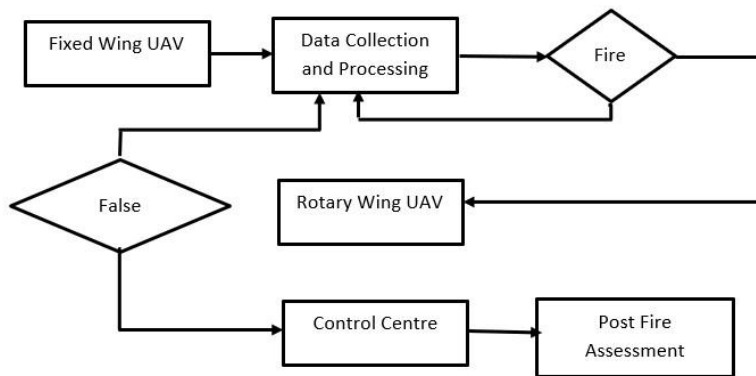 Fixed Wing UAV
Data Collection
and Processing
Fire
False
Rotary Wing UAV
Control Centre
Post Fire
Assessment